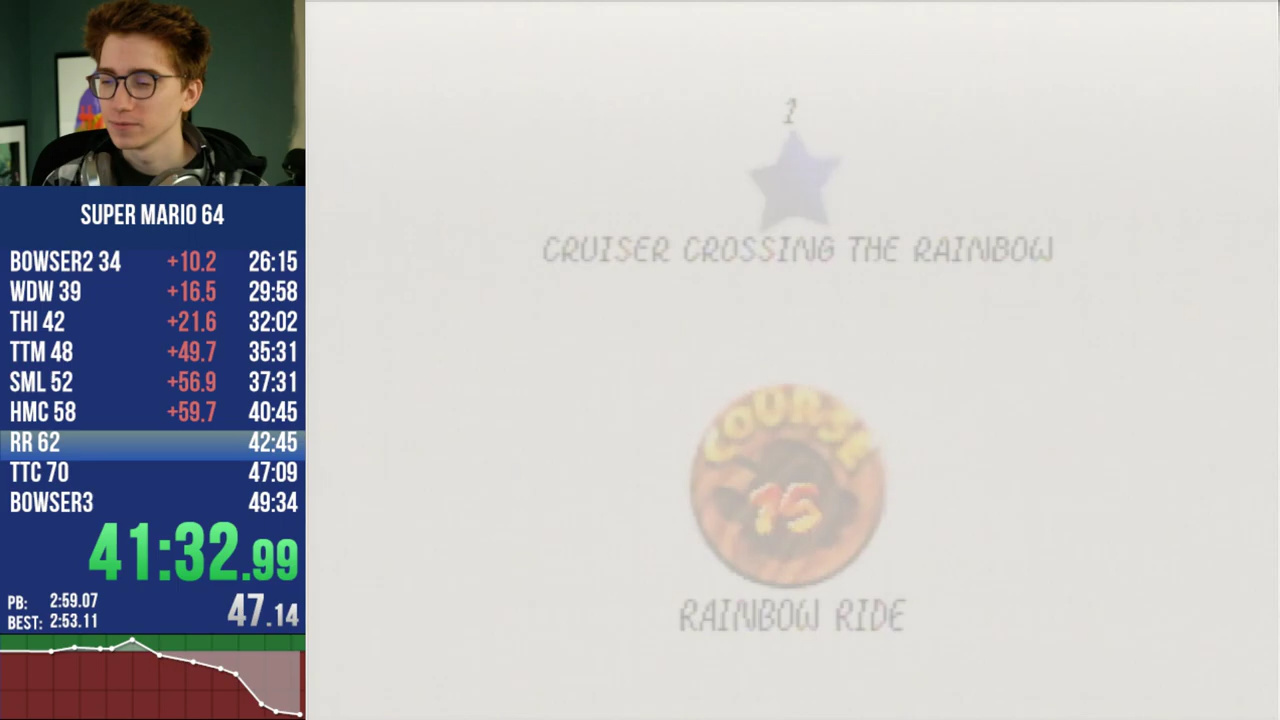 SUPER MARIO 64
BOWSER2 34 +10.2 26:15
WDW 39 +16.5 29:58
THI 42 +21.6 32:02
TTM 48 +49.7 35:31
SML 52 +56.9 37:31
HMC 58 +59.7 40:45
RR 62 42:45
TTC 70 47:09
BOWSER3 49:34
41:32.99
PB: 2:59.07
BEST: 2:53.11
47.14
1
CRUISER CROSSING THE RAINBOW
COURSE
15
RAINBOW RIDE